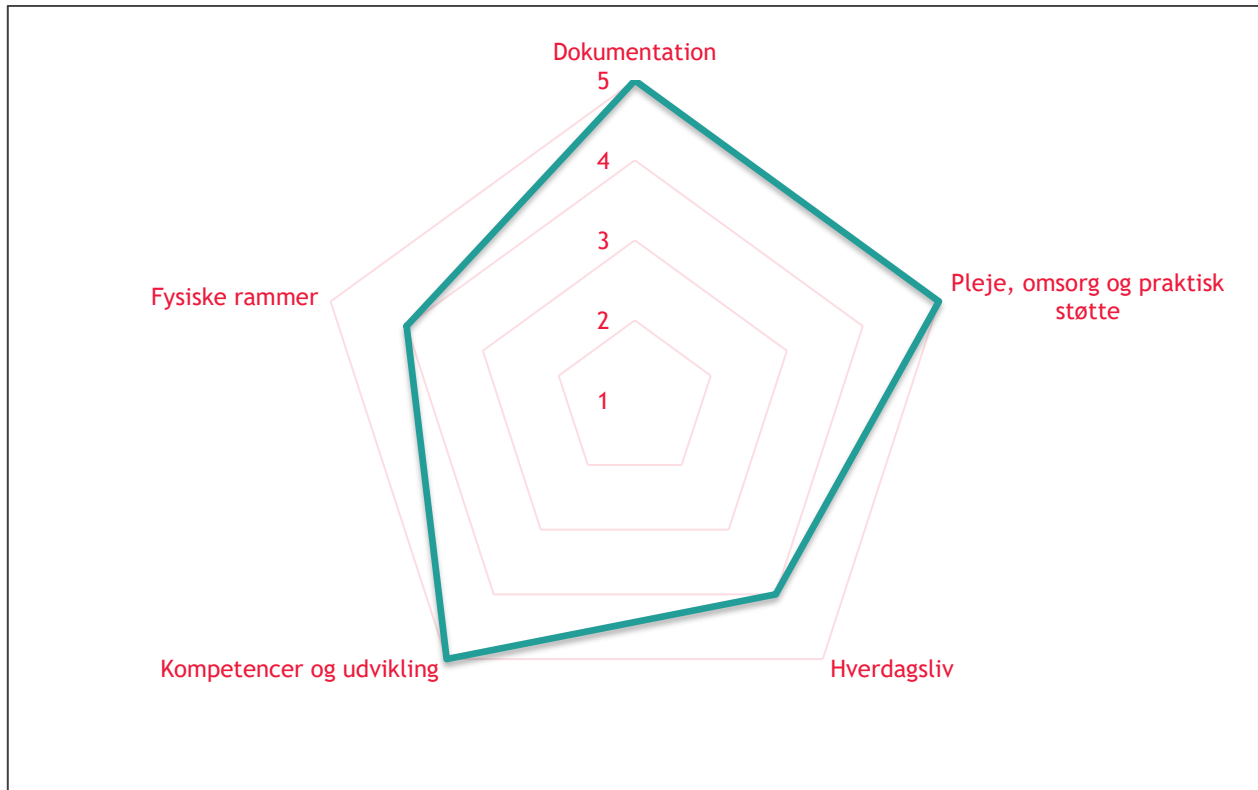 Dokumentation
5
4
3
2
1
Pleje, omsorg og praktisk
støtte
Fysiske rammer
Kompetencer og udvikling
Hverdagsliv